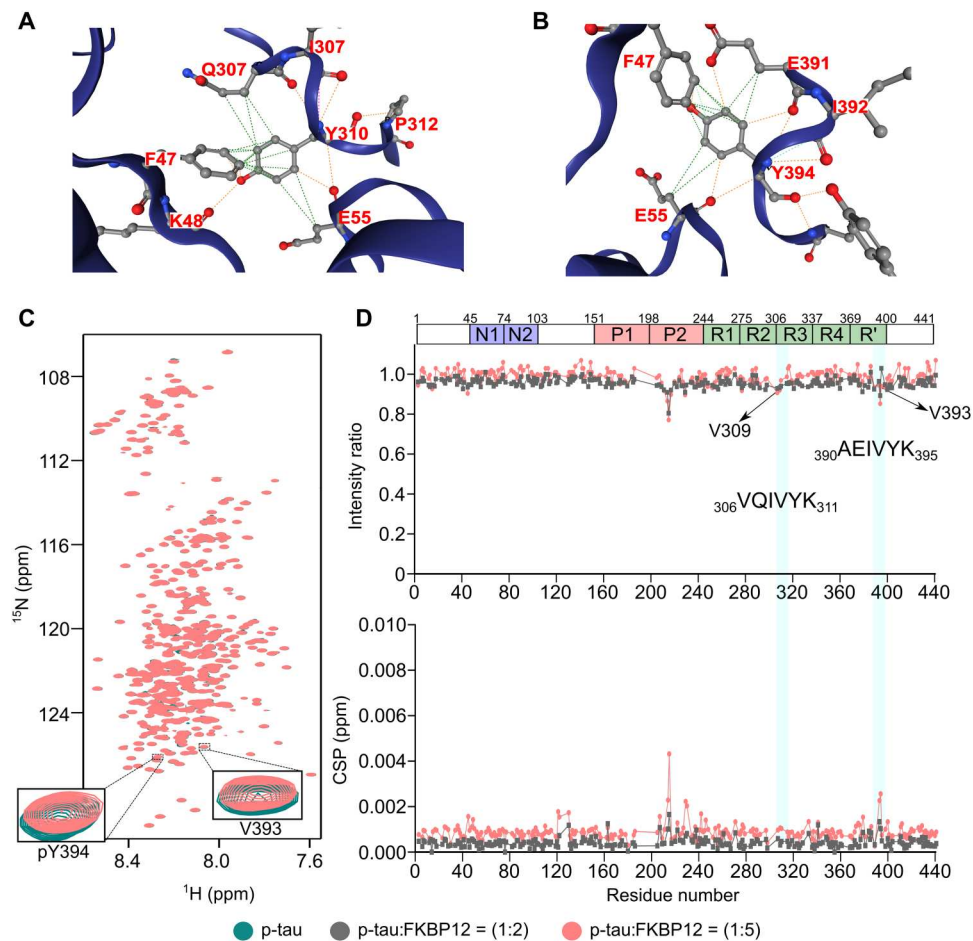 A
B
I307
Q307
Y310
P312
F47
K48
E55
F47
E391
I392
Y394
E55
C
D
1 45 74 103 151 198 244 275 306 337 369 400 441
N1 N2 P1 P2 R1 R2 R3 R4 R'
108
112
116
120
124
15N (ppm)
pY394
V393
8.4 8.0 7.6
1H (ppm)
1.0
0.8
0.6
0.4
0.2
0
Intensity ratio
V309
V393
390AEIVYK395
306VQIVYK311
0 40 80 120 160 200 240 280 320 360 400 440
0.010
0.008
0.006
0.004
0.002
0.000
CSP (ppm)
0 40 80 120 160 200 240 280 320 360 400 440
Residue number
p-tau p-tau:FKBP12 = (1:2) p-tau:FKBP12 = (1:5)